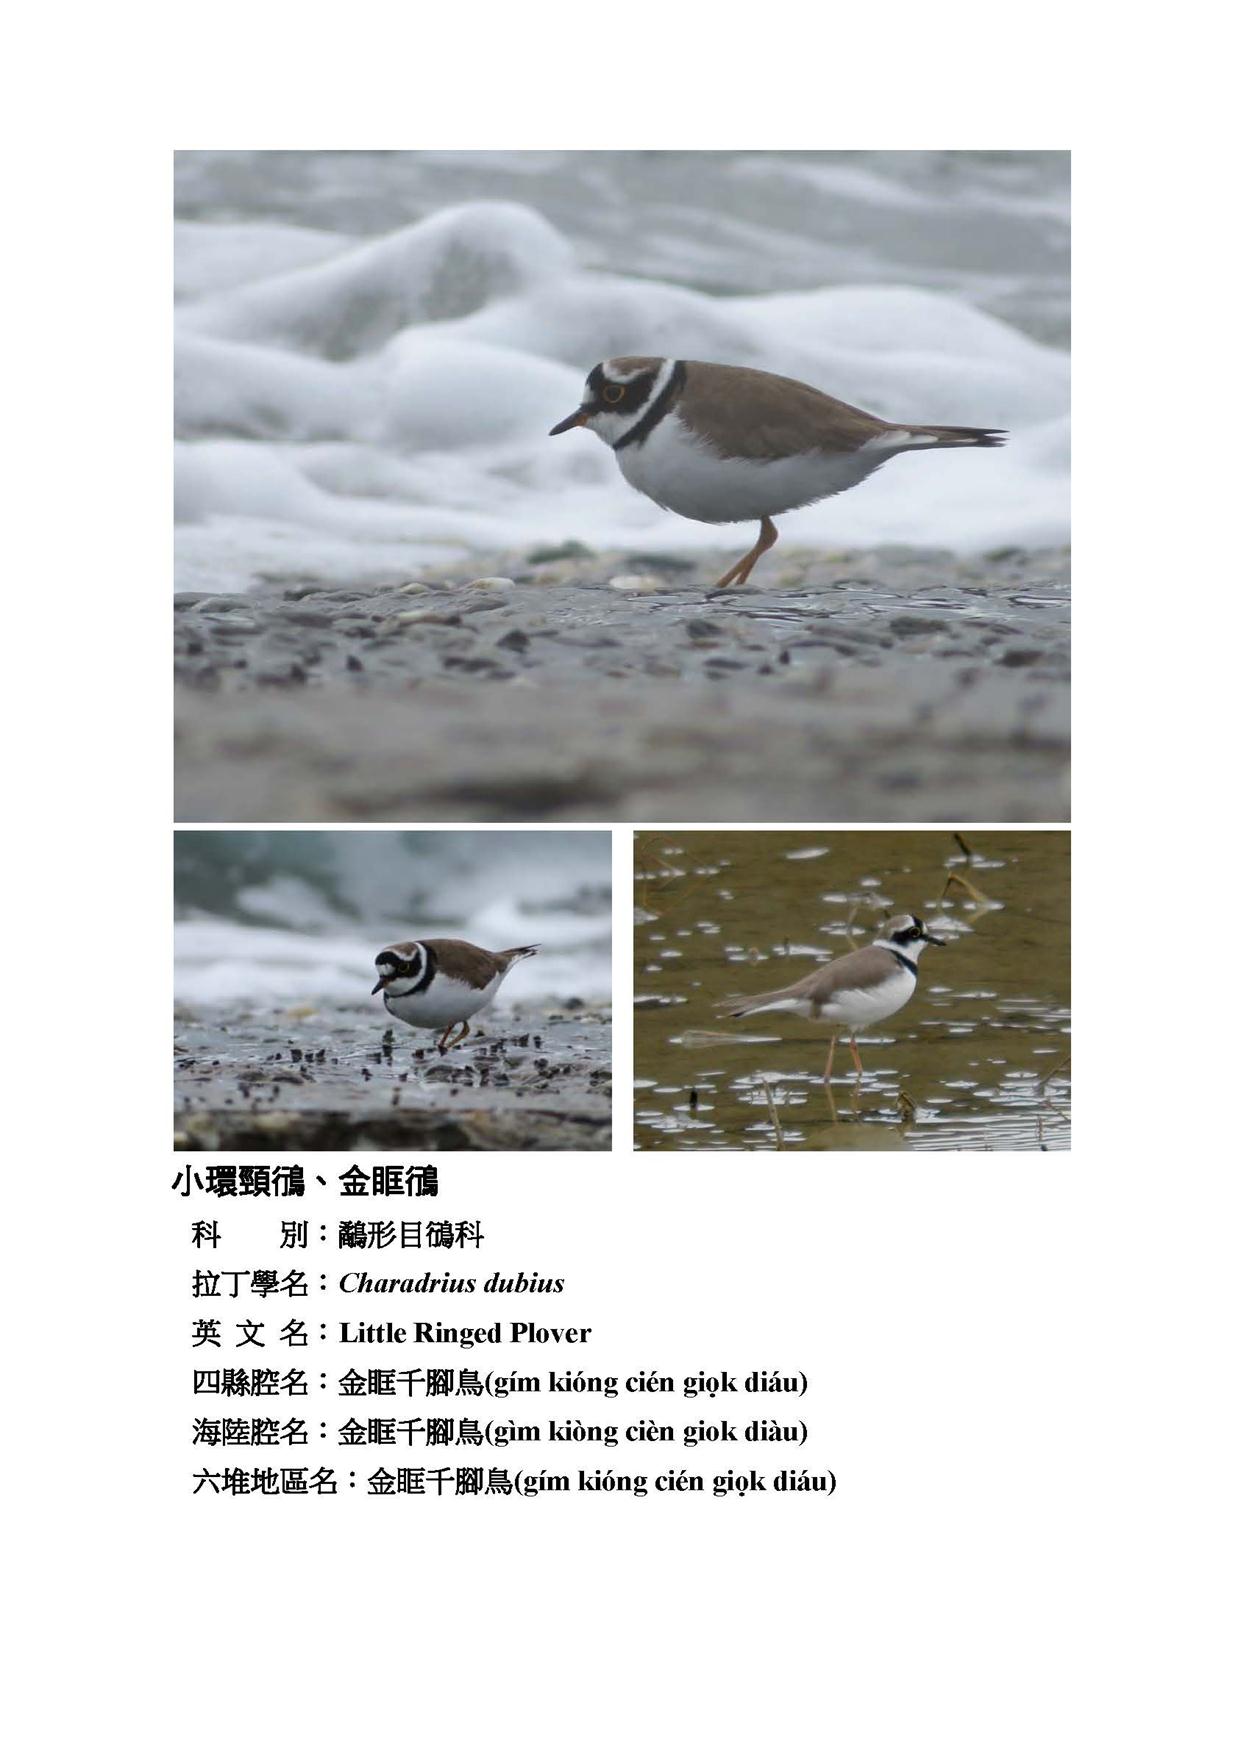 小環頸鴴、金眶鴴
科　　別：鷸形目鴴科
拉丁學名：Charadrius dubius
英 文 名：Little Ringed Plover
四縣腔名：金眶千腳鳥(gím kióng cién giọk diáu)
海陸腔名：金眶千腳鳥(gìm kiòng cièn giok diàu)
六堆地區名：金眶千腳鳥(gím kióng cién giọk diáu)